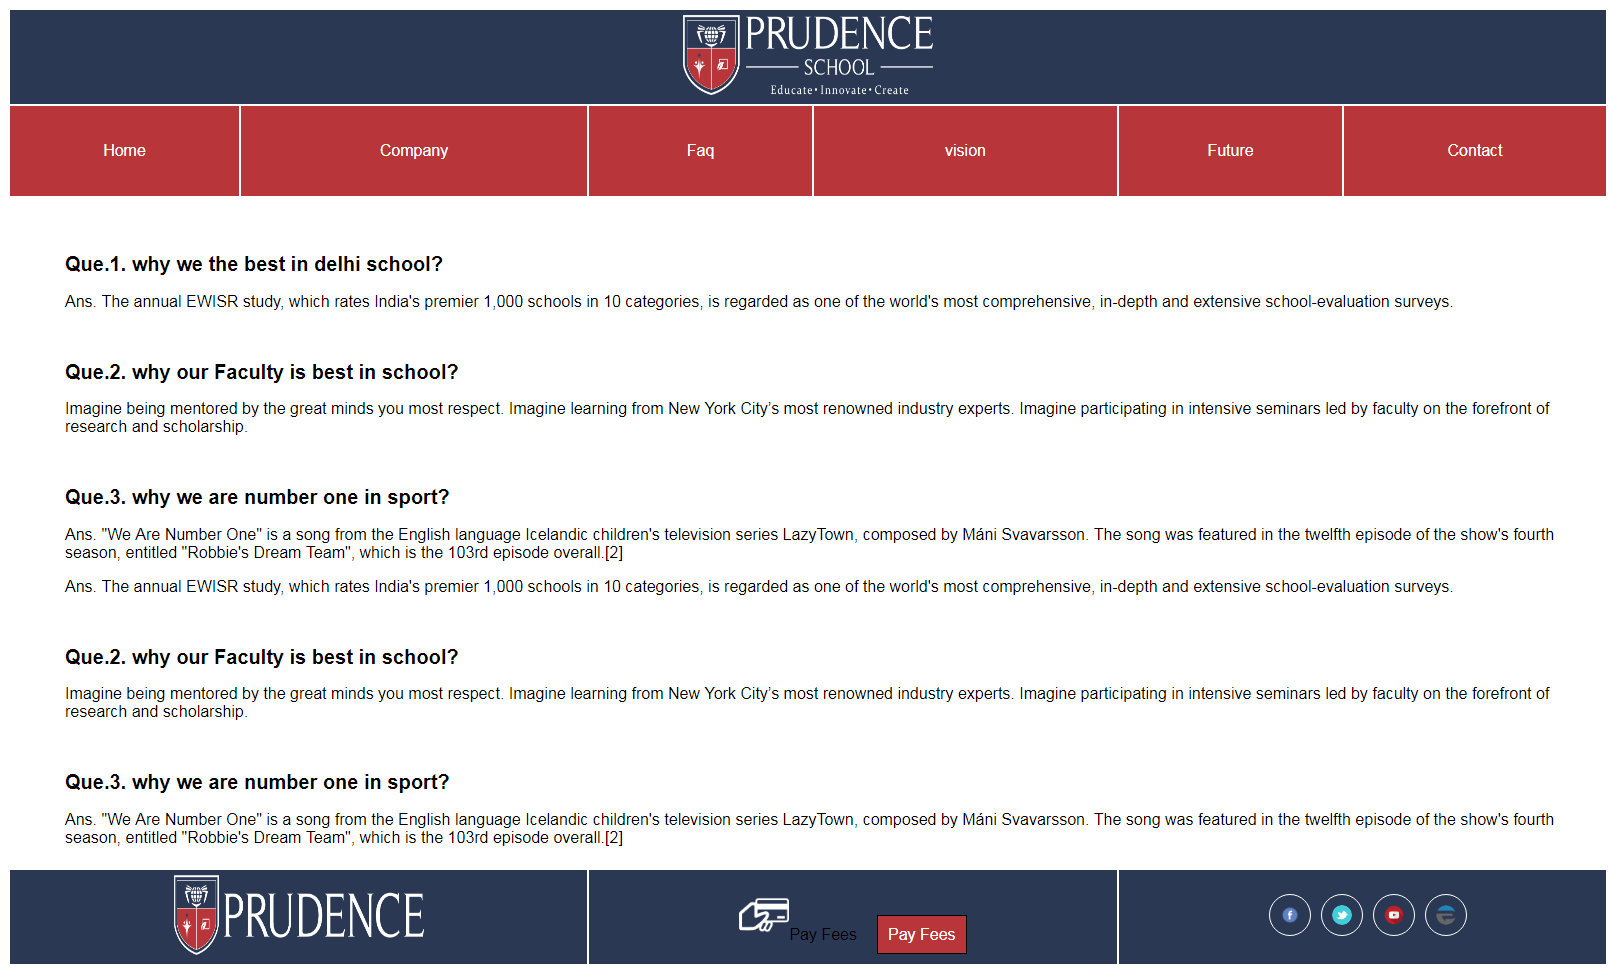 PRUDENCE
SCHOOL
Educate • Innovate • Create
Home Company Faq vision Future Contact
Que.1. why we the best in delhi school?
Ans. The annual EWISR study, which rates India's premier 1,000 schools in 10 categories, is regarded as one of the world's most comprehensive, in-depth and extensive school-evaluation surveys.
Que.2. why our Faculty is best in school?
Imagine being mentored by the great minds you most respect. Imagine learning from New York City’s most renowned industry experts. Imagine participating in intensive seminars led by faculty on the forefront of
research and scholarship.
Que.3. why we are number one in sport?
Ans. "We Are Number One" is a song from the English language Icelandic children's television series LazyTown, composed by Máni Svavarsson. The song was featured in the twelfth episode of the show's fourth
season, entitled "Robbie's Dream Team", which is the 103rd episode overall.[2]
Ans. The annual EWISR study, which rates India's premier 1,000 schools in 10 categories, is regarded as one of the world's most comprehensive, in-depth and extensive school-evaluation surveys.
Que.2. why our Faculty is best in school?
Imagine being mentored by the great minds you most respect. Imagine learning from New York City’s most renowned industry experts. Imagine participating in intensive seminars led by faculty on the forefront of
research and scholarship.
Que.3. why we are number one in sport?
Ans. "We Are Number One" is a song from the English language Icelandic children's television series LazyTown, composed by Máni Svavarsson. The song was featured in the twelfth episode of the show's fourth
season, entitled "Robbie's Dream Team", which is the 103rd episode overall.[2]
PRUDENCE
Pay Fees Pay Fees